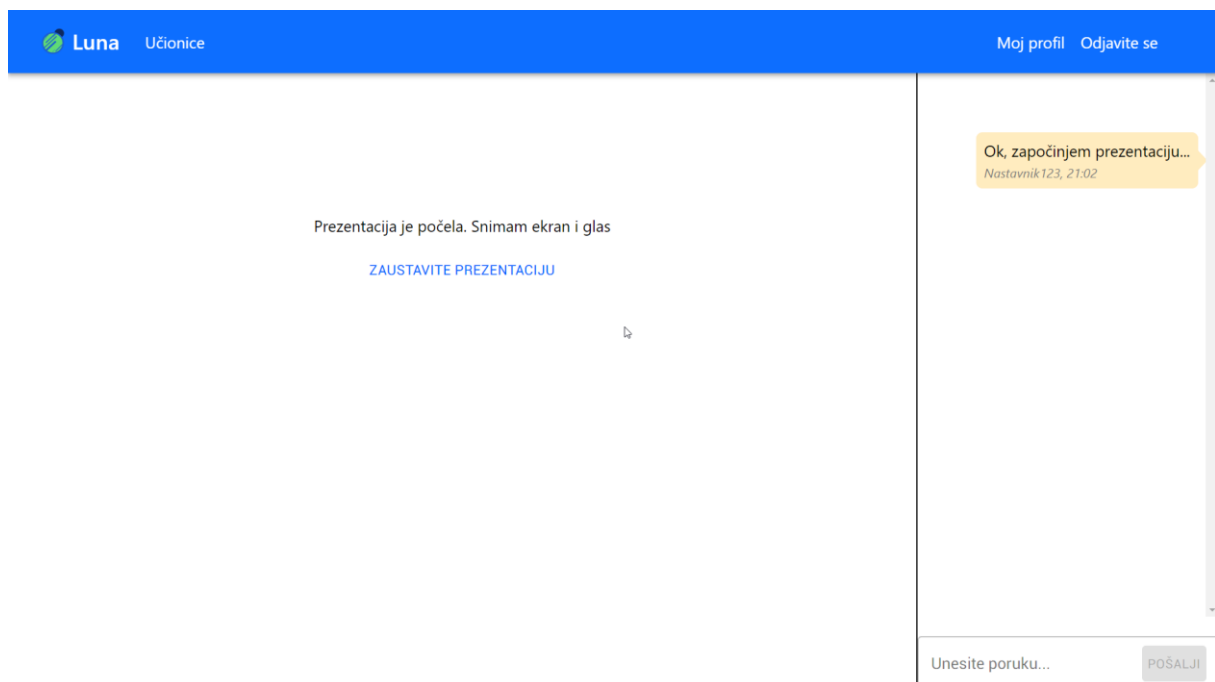 Luna Učionice Moj profil Odjavite se
Ok, započinjem prezentaciju...
Nastavnik123, 21:02
Prezentacija je počela. Snimam ekran i glas
ZAUSTAVITE PREZENTACIJU
Unesite poruku... POŠALJI